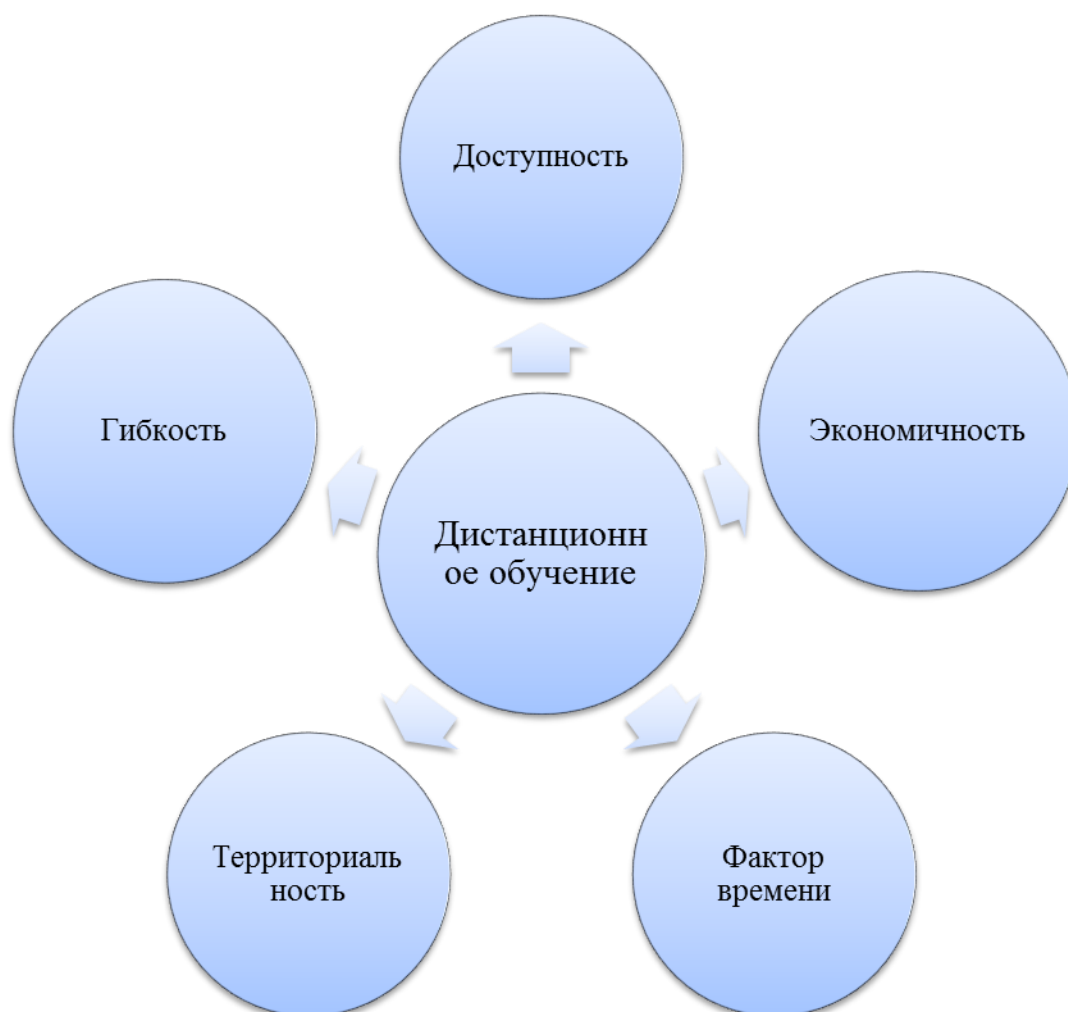 Доступность
Гибкость
Экономичность
Дистанционн
ое обучение
Территориаль
ность
Фактор
времени